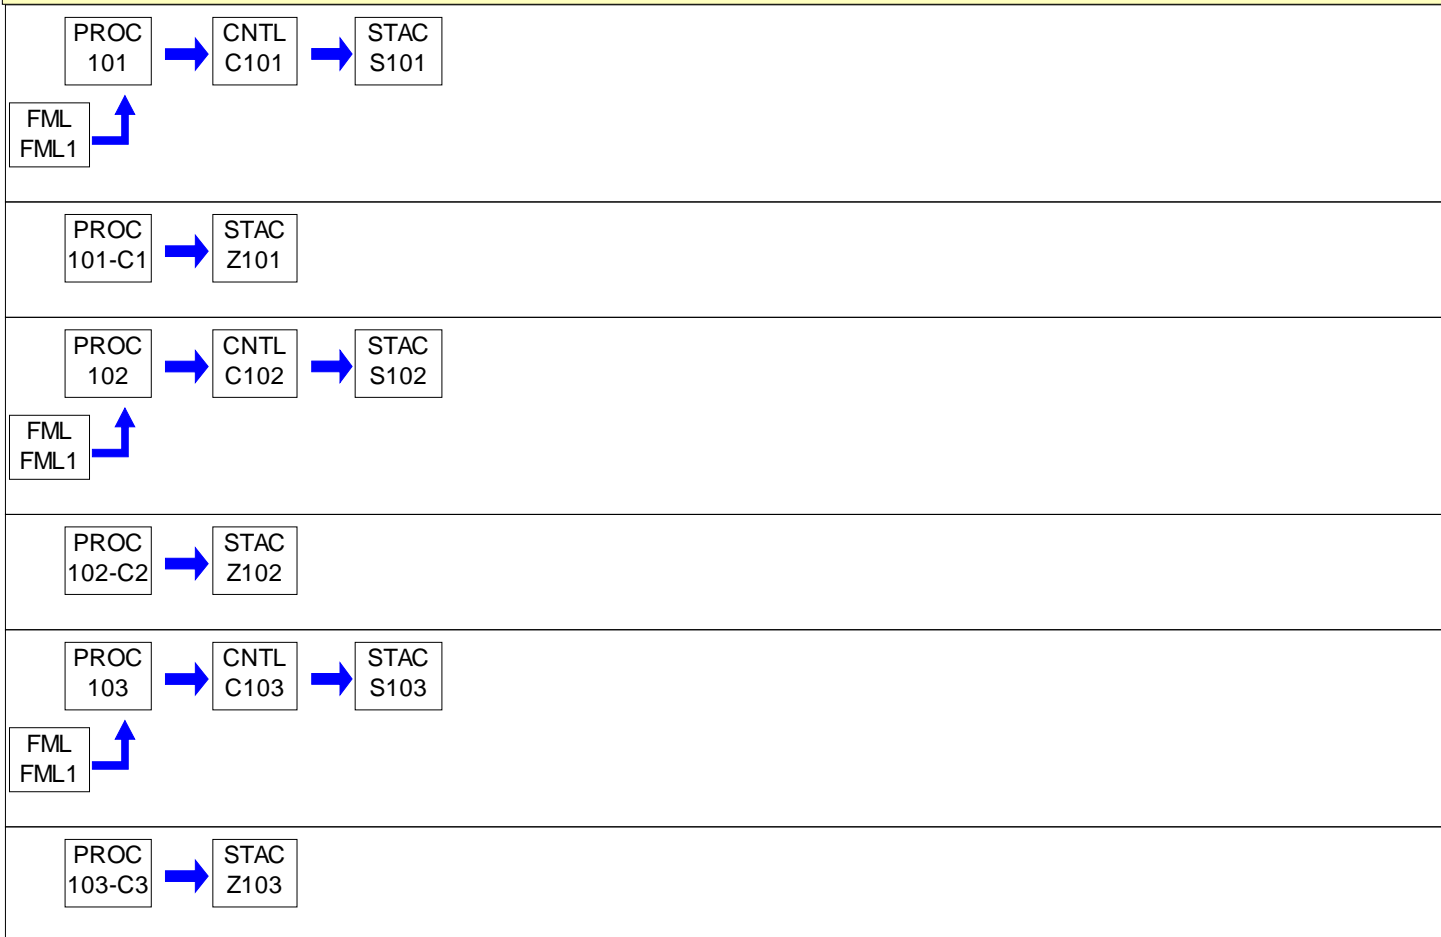 PROC
101
CNTL
C101
STAC
S101
FML
FML1
PROC
101-C1
STAC
Z101
PROC
102
CNTL
C102
STAC
S102
FML
FML1
PROC
102-C2
STAC
Z102
PROC
103
CNTL
C103
STAC
S103
FML
FML1
PROC
103-C3
STAC
Z103